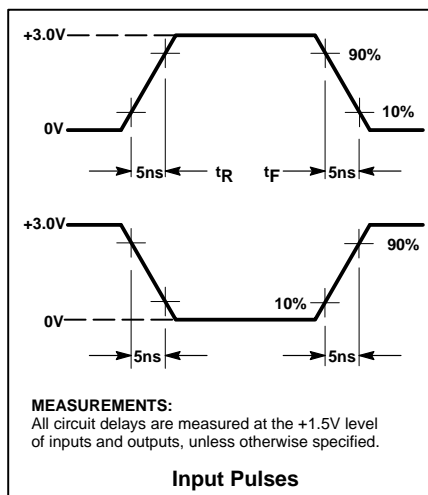 +3.0V
90%
10%
0V
5ns tR tF 5ns
+3.0V
90%
10%
0V
5ns 5ns
MEASUREMENTS:
All circuit delays are measured at the +1.5V level
of inputs and outputs, unless otherwise specified.
Input Pulses